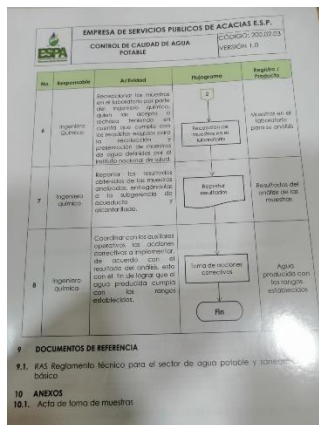 EMPRESA DE SERVICIOS PUBLICOS DE ACACIAS E.S.P.
ESPA
CONTROL DE CALIDAD DE AGUA
POTABLE
CODIGO: 200.02.03
VERSIÓN 1.0
No. Responsable Actividad Flujograma Registro / Producto
2
6
Ingeniero
Químico
Recepcionar las muestras
en el laboratorio por parte
del ingeniero químico,
quien las acepta o
rechaza teniendo en
cuenta que cumpla con
los requisitos exigidos para
la recolección y
preservación de muestras
de agua definidas por el
instituto nacional de salud.
Recepción de
muestras en el
laboratorio
Muestras en el
laboratorio
para su análisis
7
Ingeniero
químico
Reportar los resultados
obtenidos de las muestras
analizadas, entregándolas
a la subgerencia de
acueducto y
alcantarillado.
Reportar
resultados
Resultados del
análisis de las
muestras
8
Ingeniero
químico
Coordinar con los auxiliares
operativos las acciones
correctivas a implementar,
de acuerdo con el
resultado del análisis, esto
con el fin de lograr que el
agua producida cumpla
con los rangos
establecidos.
Toma de acciones
correctivas
Fin
Agua
producida con
los rangos
establecidos
9 DOCUMENTOS DE REFERENCIA
9.1. RAS Reglamento técnico para el sector de agua potable y
básico
10 ANEXOS
10.1. Acta de toma de muestras